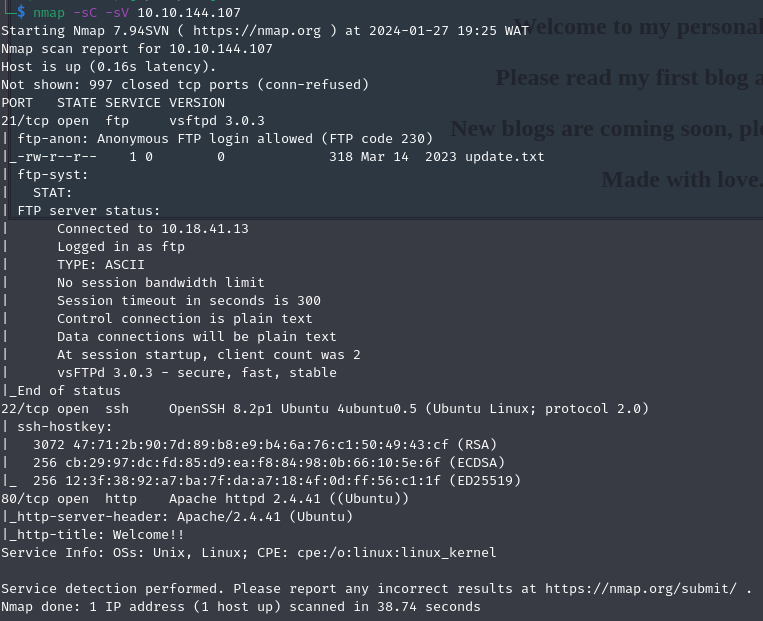 $ nmap -sC -sV 10.10.144.107
Starting Nmap 7.94SVN ( https://nmap.org ) at 2024-01-27 19:25 WAT
Welcome to my personal
Nmap scan report for 10.10.144.107
Host is up (0.16s latency).
Please read my first blog a
Not shown: 997 closed tcp ports (conn-refused)
PORT   STATE SERVICE VERSION
21/tcp open  ftp     vsftpd 3.0.3
New blogs are coming soon, ple
| ftp-anon: Anonymous FTP login allowed (FTP code 230)
|_-rw-r--r--    1 0        0             318 Mar 14  2023 update.txt
| ftp-syst:
Made with love.
|   STAT:
| FTP server status:
|      Connected to 10.18.41.13
|      Logged in as ftp
|      TYPE: ASCII
|      No session bandwidth limit
|      Session timeout in seconds is 300
|      Control connection is plain text
|      Data connections will be plain text
|      At session startup, client count was 2
|      vsFTPd 3.0.3 - secure, fast, stable
|_End of status
22/tcp open  ssh     OpenSSH 8.2p1 Ubuntu 4ubuntu0.5 (Ubuntu Linux; protocol 2.0)
| ssh-hostkey:
|   3072 47:71:2b:90:7d:89:b8:e9:b4:6a:76:c1:50:49:43:cf (RSA)
|   256 cb:29:97:dc:fd:85:d9:ea:f8:84:98:0b:66:10:5e:6f (ECDSA)
|_  256 12:3f:38:92:a7:ba:7f:da:a7:18:4f:0d:ff:56:c1:1f (ED25519)
80/tcp open  http    Apache httpd 2.4.41 ((Ubuntu))
|_http-server-header: Apache/2.4.41 (Ubuntu)
|_http-title: Welcome!!
Service Info: OSs: Unix, Linux; CPE: cpe:/o:linux:linux_kernel
Service detection performed. Please report any incorrect results at https://nmap.org/submit/ .
Nmap done: 1 IP address (1 host up) scanned in 38.74 seconds